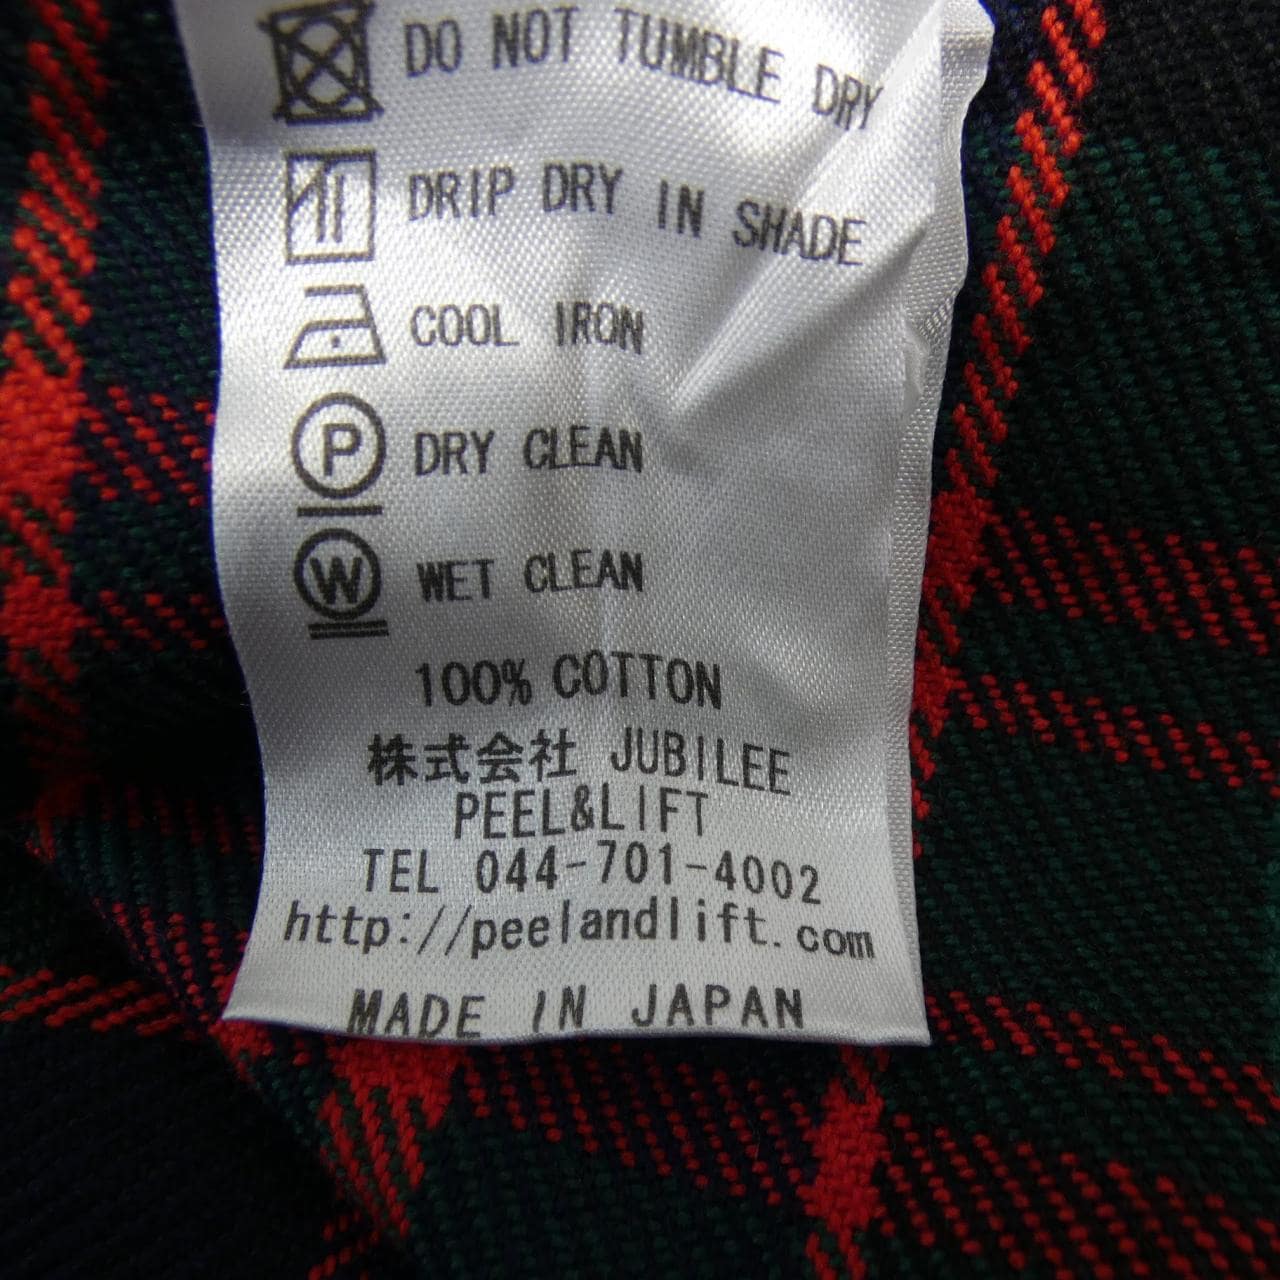 DO NOT TUMBLE DRY
DRIP DRY IN SHADE
COOL IRON
P DRY CLEAN
W WET CLEAN
100% COTTON
株式会社 JUBILEE
PEEL&LIFT
TEL 044-701-4002
http://peelandlift.com
MADE IN JAPAN